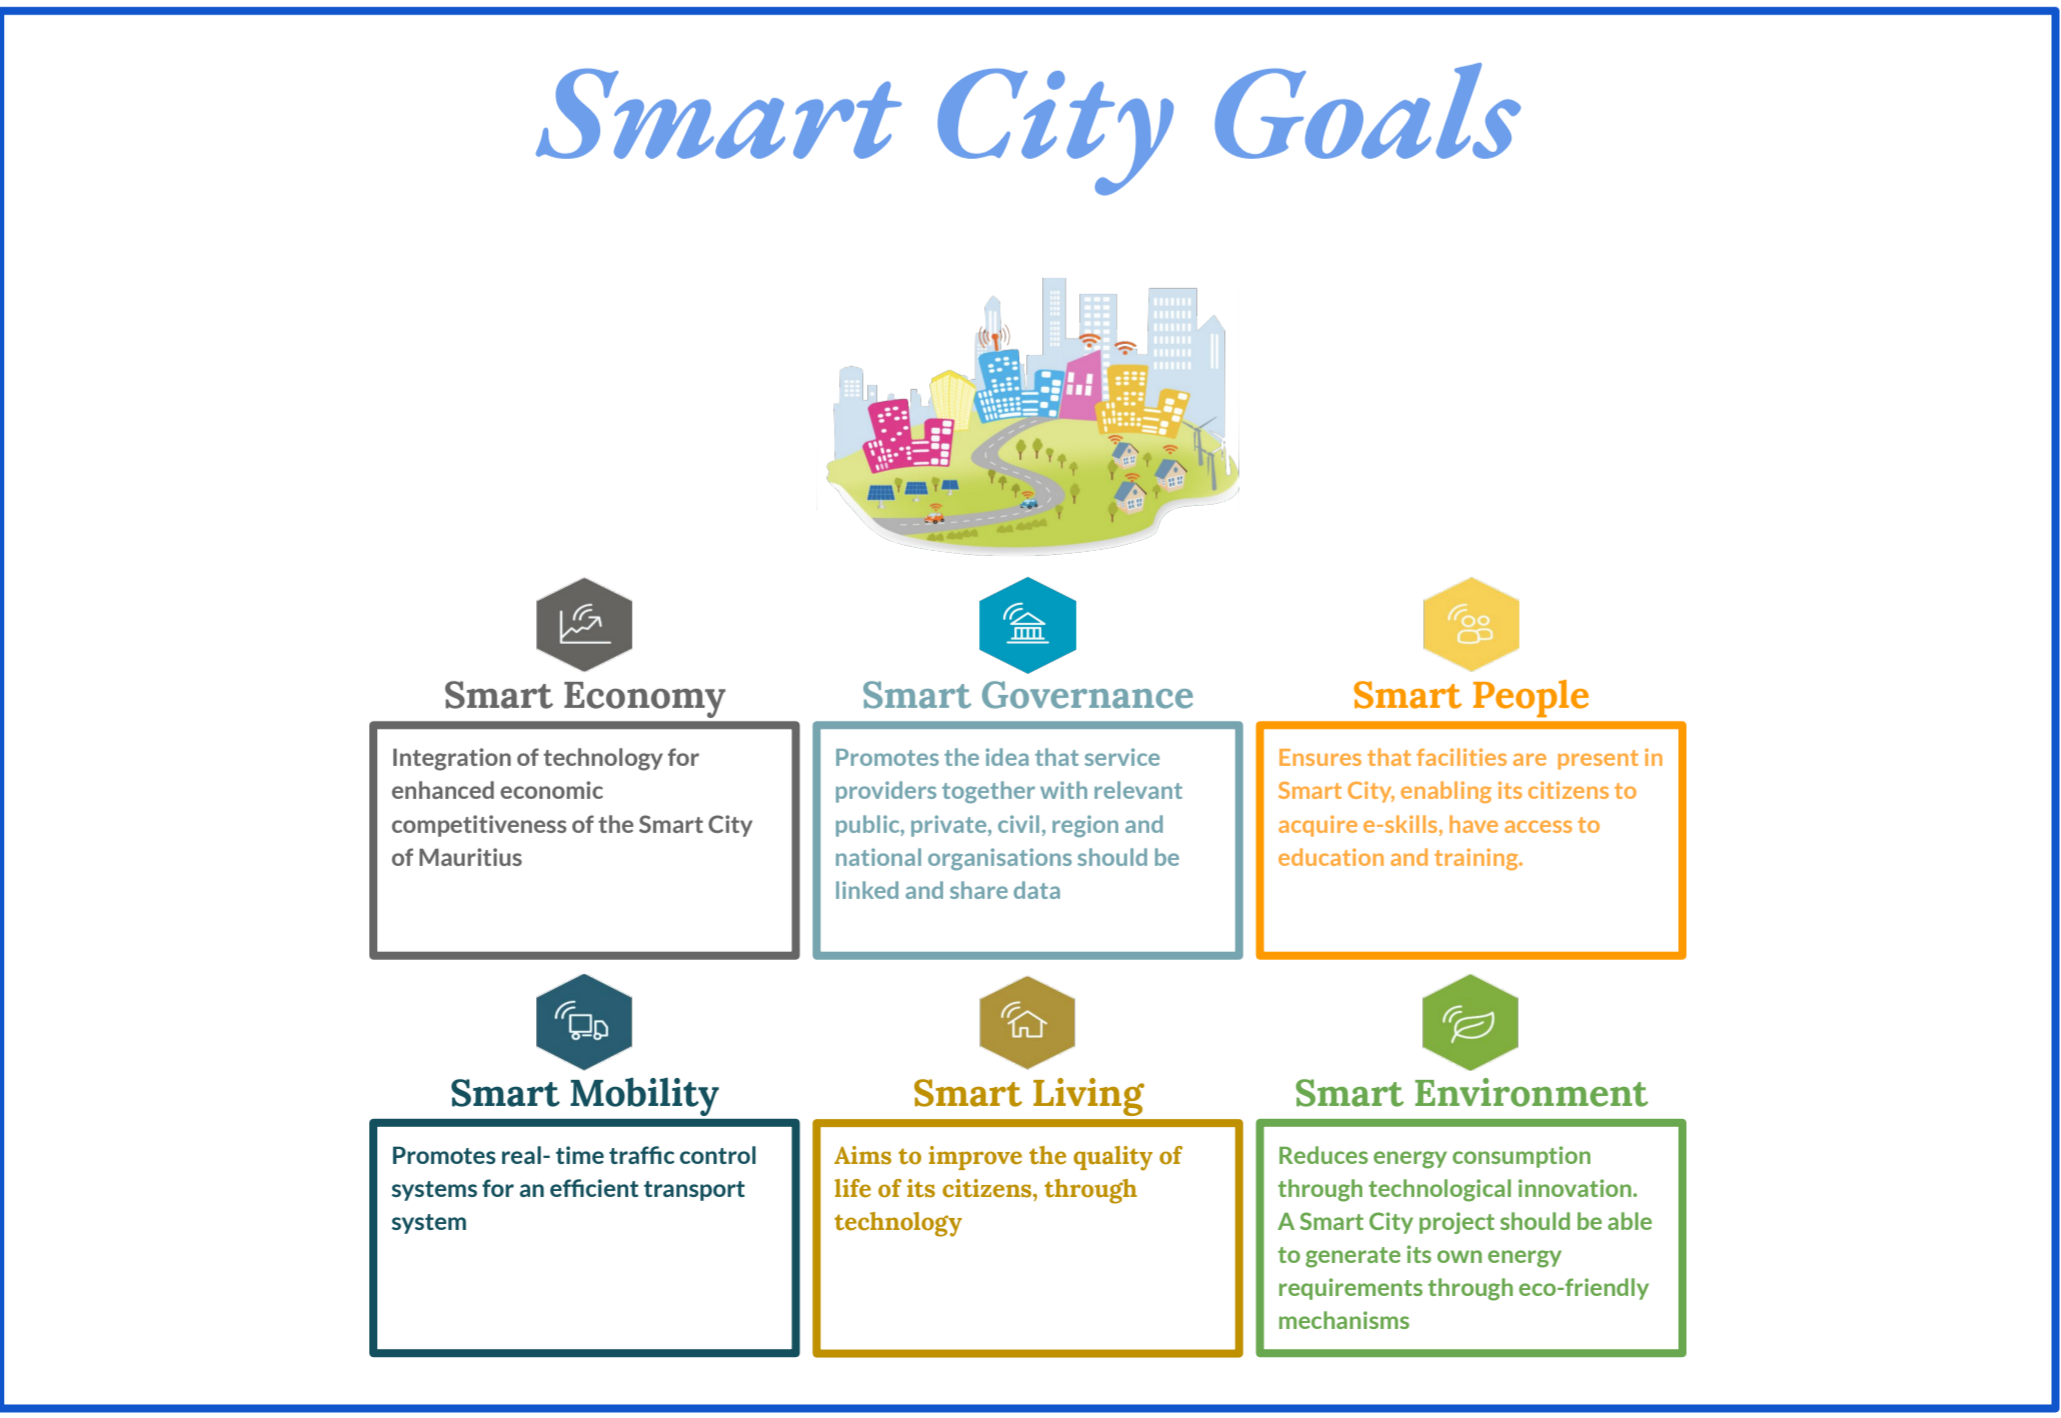 Smart City Goals
Smart Economy
Integration of technology for
enhanced economic
competitiveness of the Smart City
of Mauritius
Smart Governance
Promotes the idea that service
providers together with relevant
public, private, civil, region and
national organisations should be
linked and share data
Smart People
Ensures that facilities are  present in
Smart City, enabling its citizens to
acquire e-skills, have access to
education and training.
Smart Mobility
Promotes real- time traffic control
systems for an efficient transport
system
Smart Living
Aims to improve the quality of
life of its citizens, through
technology
Smart Environment
Reduces energy consumption
through technological innovation.
A Smart City project should be able
to generate its own energy
requirements through eco-friendly
mechanisms